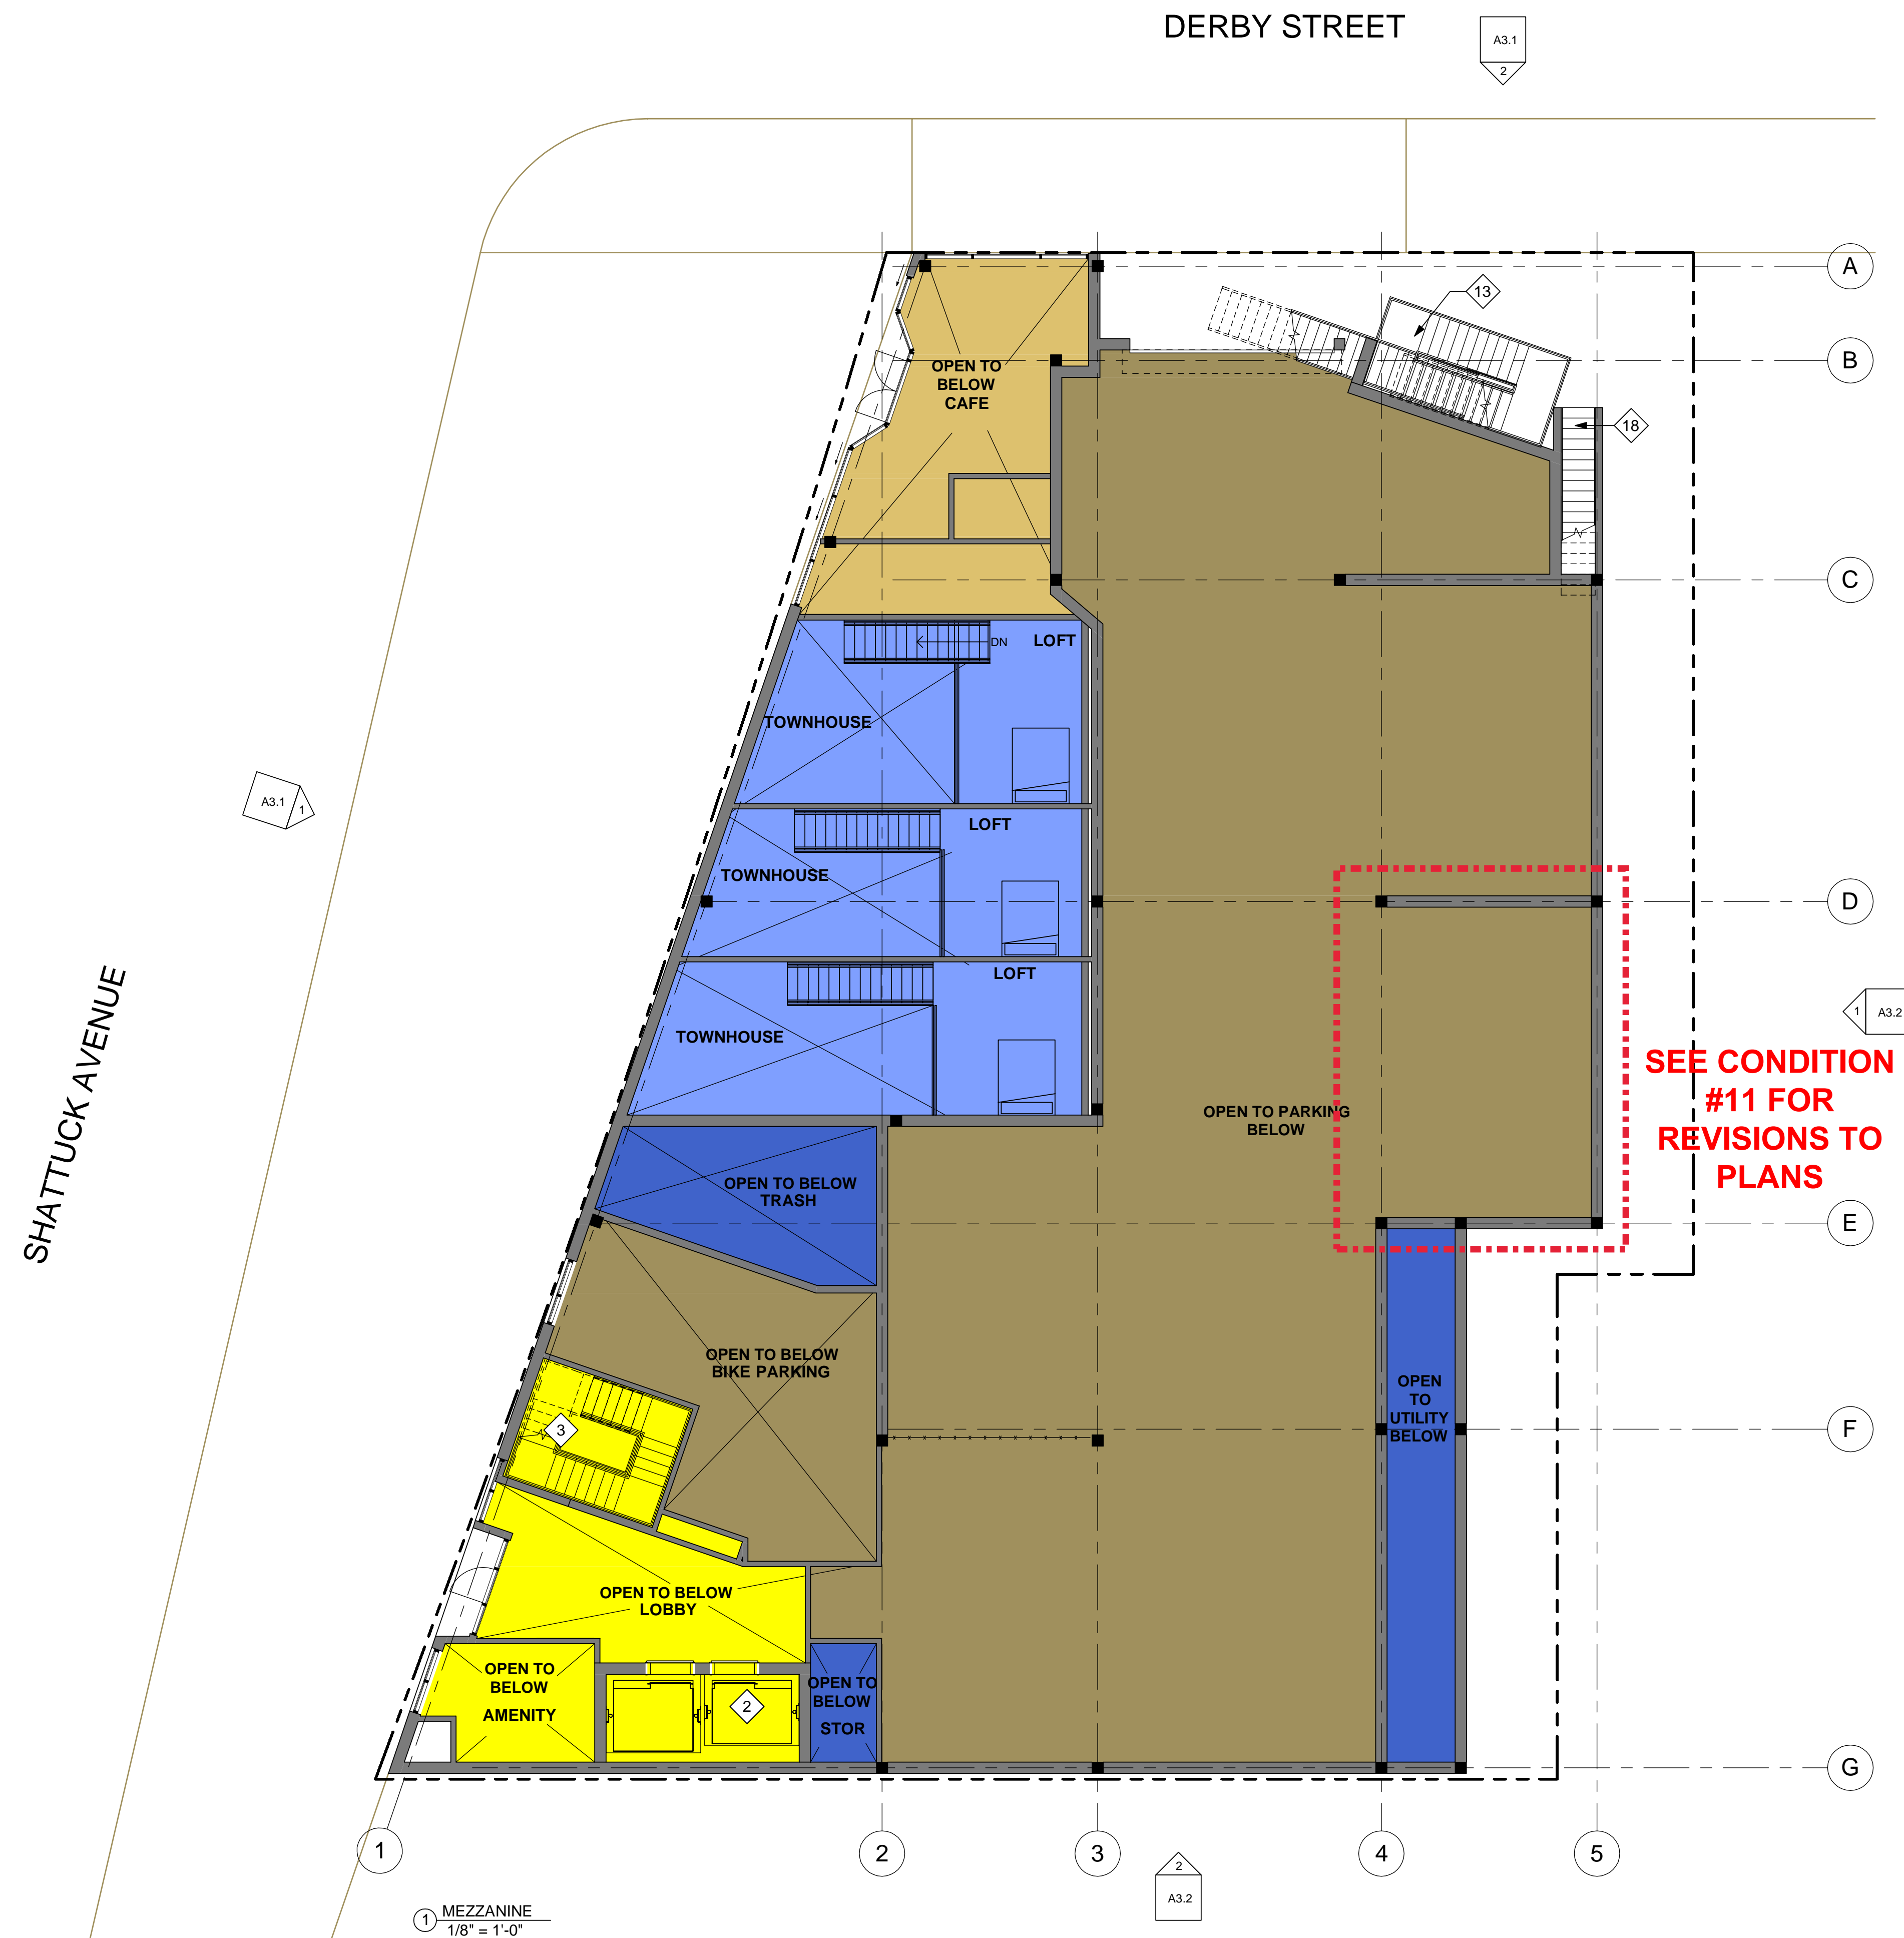 DERBY STREET
A3.1
2
A
13
B
OPEN TO
BELOW
CAFE
18
C
DN
LOFT
TOWNHOUSE
A3.1
1
LOFT
TOWNHOUSE
D
LOFT
TOWNHOUSE
1
A3.2
SHATTUCK AVENUE
SEE CONDITION
#11 FOR
REVISIONS TO
PLANS
OPEN TO PARKING
BELOW
OPEN TO BELOW
TRASH
E
OPEN TO BELOW
BIKE PARKING
OPEN
TO
UTILITY
BELOW
3
F
OPEN TO BELOW
LOBBY
OPEN TO
BELOW
AMENITY
2
OPEN TO
BELOW
STOR
G
1
2
3
4
5
2
A3.2
1
MEZZANINE
1/8" = 1'-0"